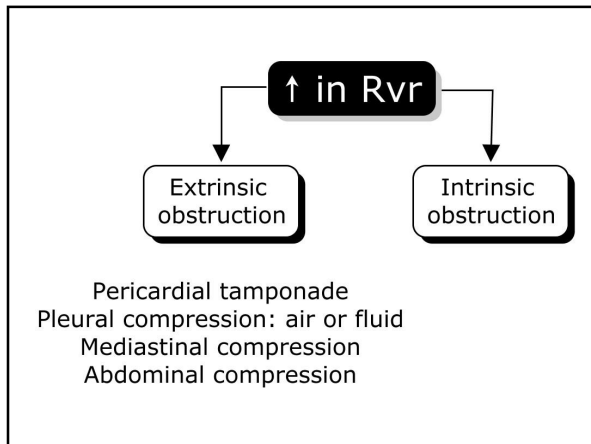 ↑ in Rvr
Extrinsic
obstruction
Intrinsic
obstruction
Pericardial tamponade
Pleural compression: air or fluid
Mediastinal compression
Abdominal compression